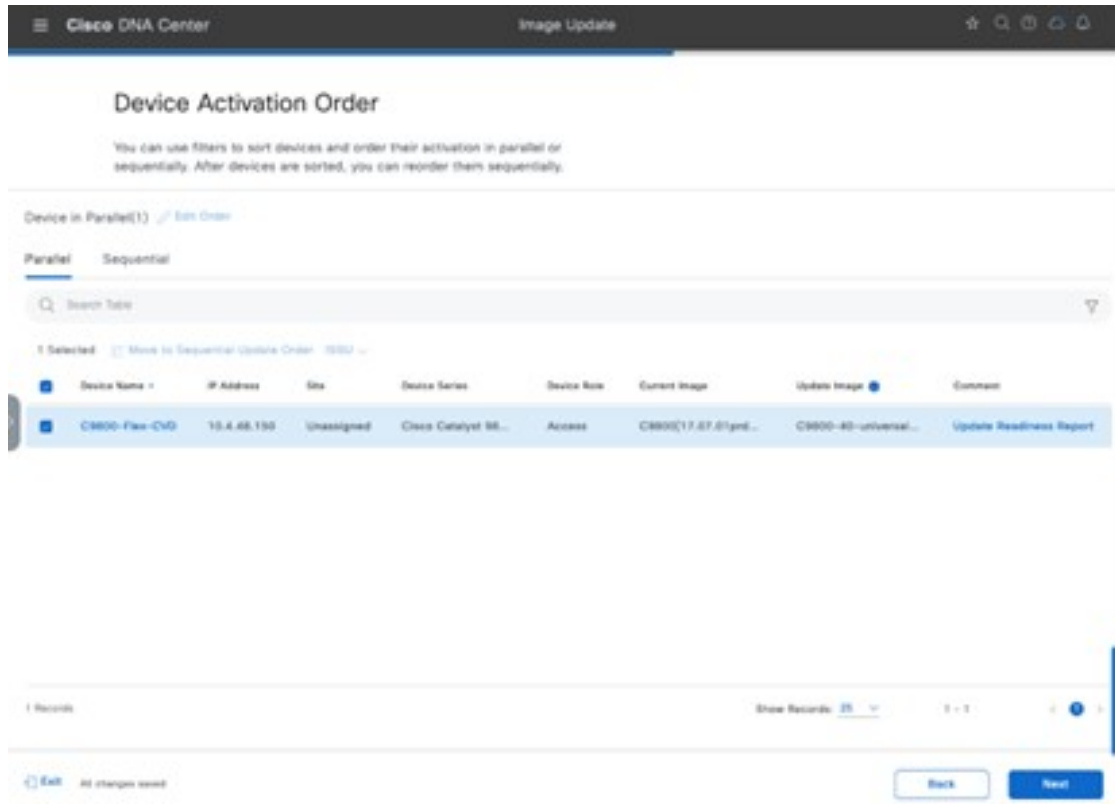 Cisco DNA Center
Image Update
Device Activation Order
You can use filters to sort devices and order their activation in parallel or
sequentially. After devices are sorted, you can reorder them sequentially.
Device in Parallel(1) Edit Order
Parallel Sequential
Search Table
1 Selected Move to Sequential Update Order ISSU
Device Name IP Address Site Device Series Device Role Current Image Update Image Comment
C9800-Flex-CVD 10.4.48.150 Unassigned Cisco Catalyst 98... Access C9800[17.07.01prd... C9800-40-universal... Update Readiness Report
1 Records Show Records: 25 1 - 1 1
Exit All changes saved Back Next